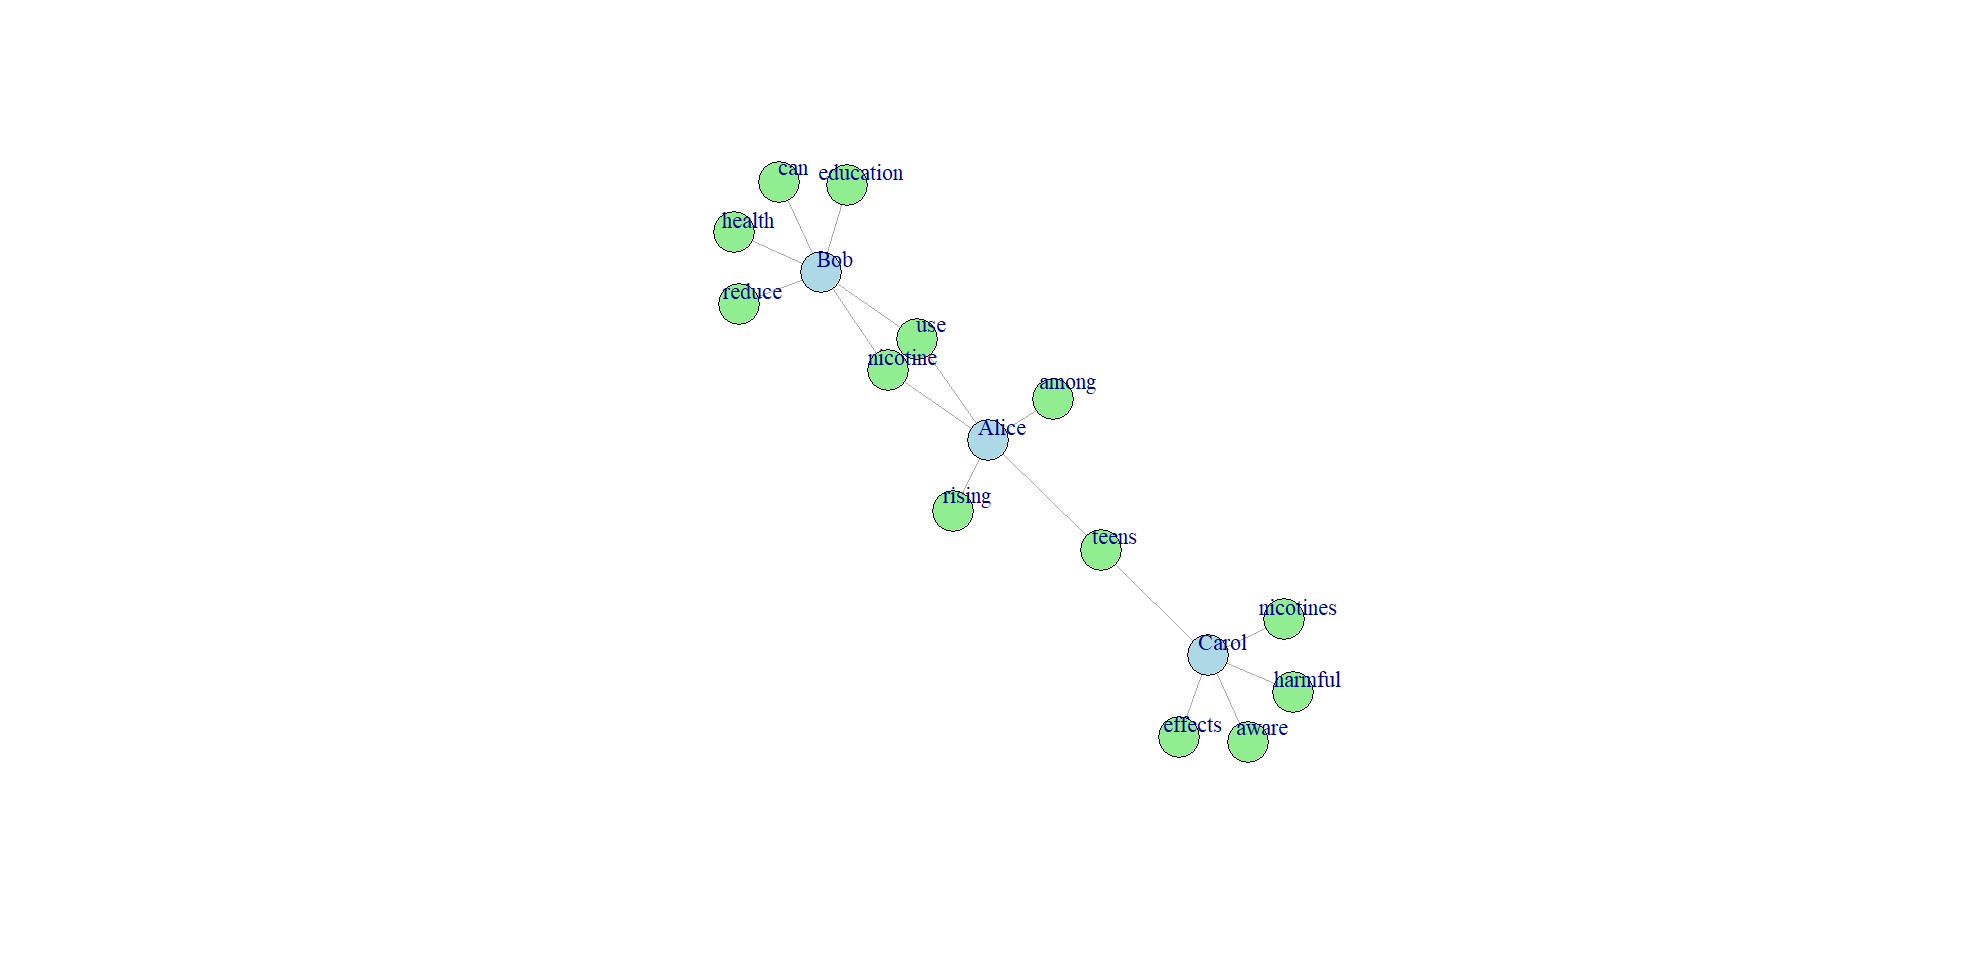 can
education
health
Bob
reduce
use
nicotine
among
Alice
rising
teens
nicotines
Carol
harmful
effects
aware